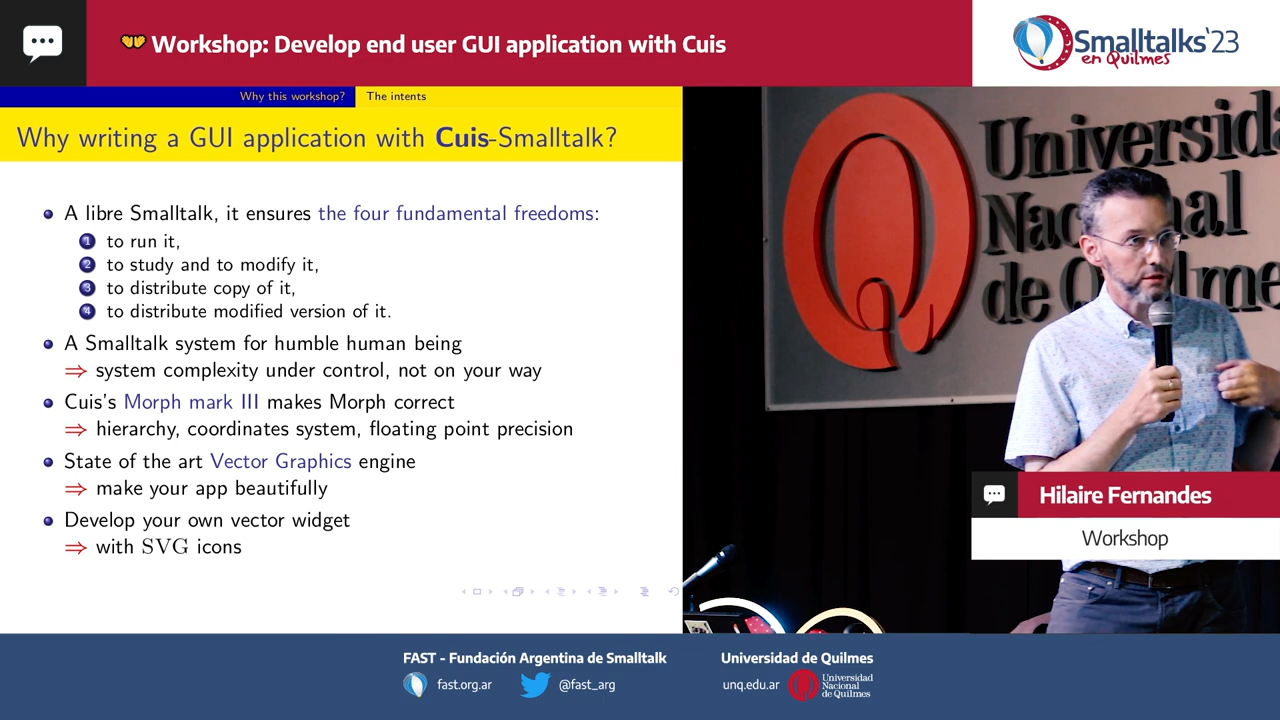 Workshop: Develop end user GUI application with Cuis
Smalltalks'23
en Quilmes
Why this workshop?
The intents
Why writing a GUI application with Cuis-Smalltalk?
A libre Smalltalk, it ensures the four fundamental freedoms:
1 to run it,
2 to study and to modify it,
3 to distribute copy of it,
4 to distribute modified version of it.
A Smalltalk system for humble human being
⇒ system complexity under control, not on your way
Cuis's Morph mark III makes Morph correct
⇒ hierarchy, coordinates system, floating point precision
State of the art Vector Graphics engine
⇒ make your app beautifully
Develop your own vector widget
⇒ with SVG icons
Universid
Nac nal
de Q lme
Hilaire Fernandes
Workshop
FAST - Fundación Argentina de Smalltalk
fast.org.ar
@fast_arg
Universidad de Quilmes
unq.edu.ar
Universidad
Nacional
de Quilmes